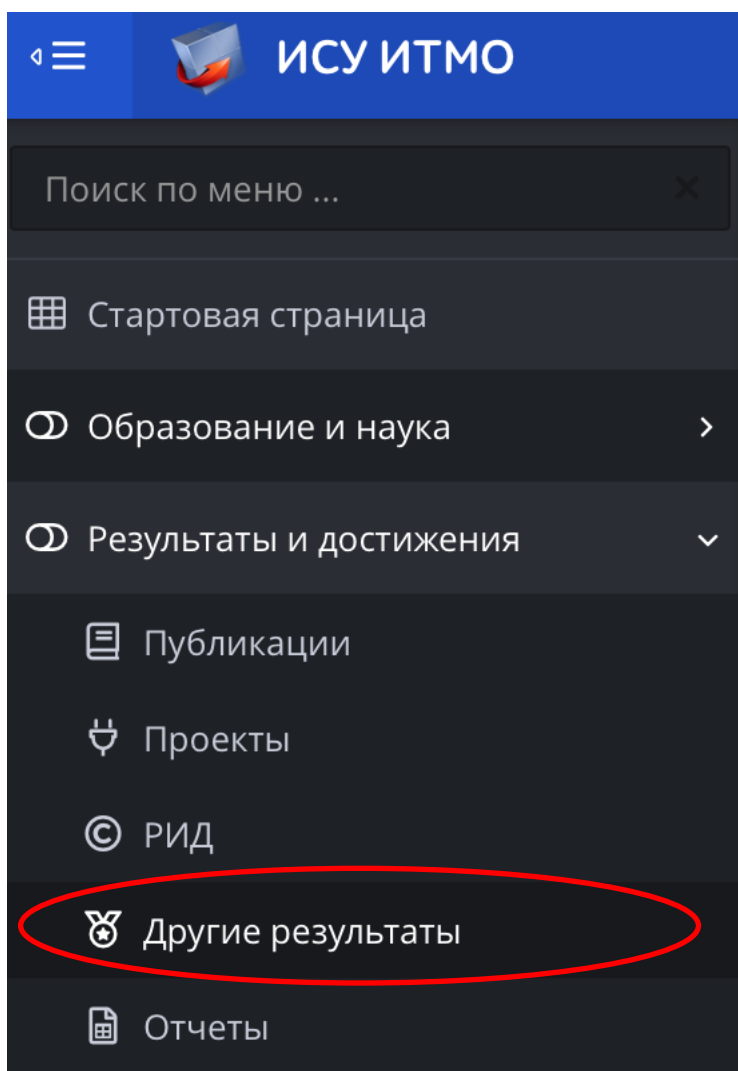 ИСУ ИТМО
Поиск по меню ...
Стартовая страница
Образование и наука
Результаты и достижения
Публикации
Проекты
РИД
Другие результаты
Отчеты